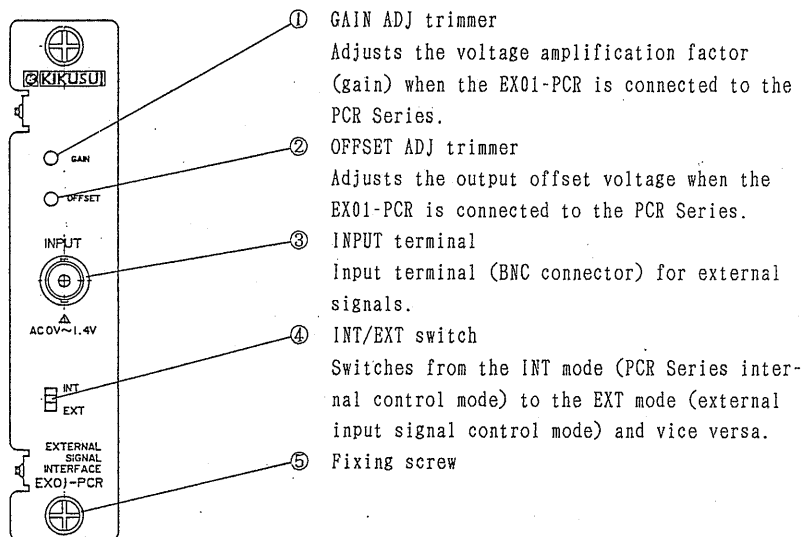 KIKUSUI
GAIN
OFFSET
INPUT
AC 0V~1.4V
INT
EXT
EXTERNAL
SIGNAL
INTERFACE
EX01-PCR
① GAIN ADJ trimmer
Adjusts the voltage amplification factor
(gain) when the EX01-PCR is connected to the
PCR Series.
② OFFSET ADJ trimmer
Adjusts the output offset voltage when the
EX01-PCR is connected to the PCR Series.
③ INPUT terminal
Input terminal (BNC connector) for external
signals.
④ INT/EXT switch
Switches from the INT mode (PCR Series inter-
nal control mode) to the EXT mode (external
input signal control mode) and vice versa.
⑤ Fixing screw